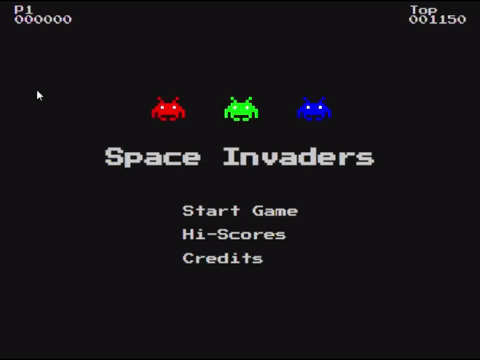 P1 Top
000000 001150
Space Invaders
Start Game
Hi-Scores
Credits